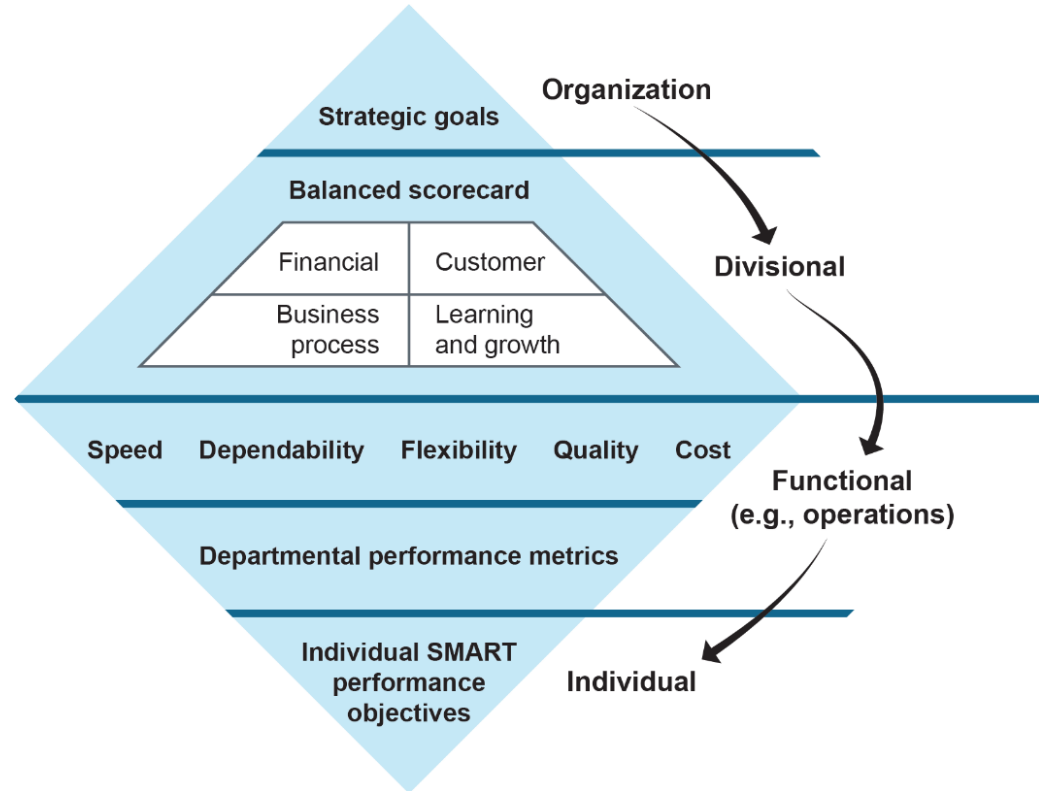 Organization
Strategic goals
Balanced scorecard
Financial
Customer
Divisional
Business
process
Learning
and growth
Speed Dependability Flexibility Quality Cost
Functional
(e.g., operations)
Departmental performance metrics
Individual SMART
performance
objectives
Individual